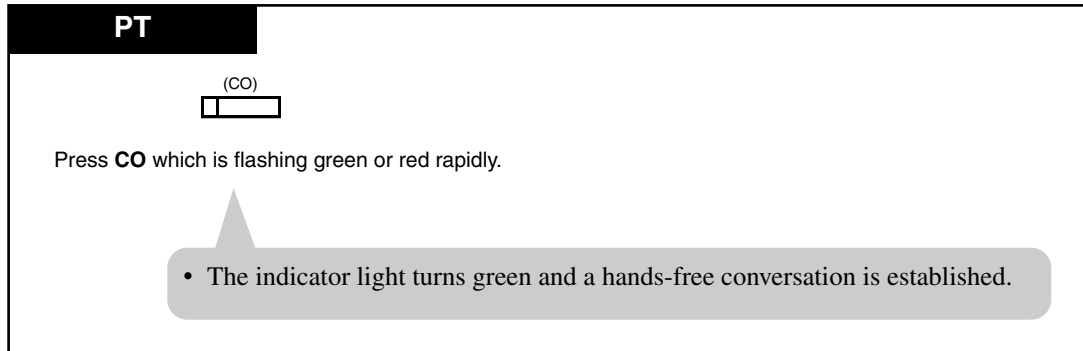 PT
(CO)
Press CO which is flashing green or red rapidly.
• The indicator light turns green and a hands-free conversation is established.